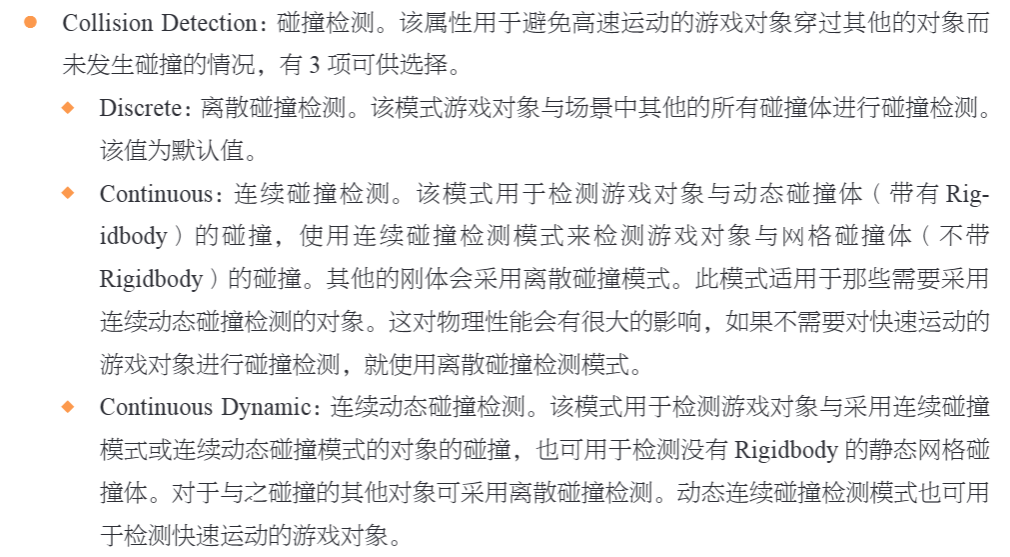 ● Collision Detection：碰撞检测。该属性用于避免高速运动的游戏对象穿过其他的对象而
未发生碰撞的情况，有 3 项可供选择。
◆ Discrete：离散碰撞检测。该模式游戏对象与场景中其他的所有碰撞体进行碰撞检测。
该值为默认值。
◆ Continuous：连续碰撞检测。该模式用于检测游戏对象与动态碰撞体（带有 Rig-
idbody）的碰撞，使用连续碰撞检测模式来检测游戏对象与网格碰撞体（不带
Rigidbody）的碰撞。其他的刚体会采用离散碰撞模式。此模式适用于那些需要采用
连续动态碰撞检测的对象。这对物理性能会有很大的影响，如果不需要对快速运动的
游戏对象进行碰撞检测，就使用离散碰撞检测模式。
◆ Continuous Dynamic：连续动态碰撞检测。该模式用于检测游戏对象与采用连续碰撞
模式或连续动态碰撞模式的对象的碰撞，也可用于检测没有 Rigidbody 的静态网格碰
撞体。对于与之碰撞的其他对象可采用离散碰撞检测。动态连续碰撞检测模式也可用
于检测快速运动的游戏对象。